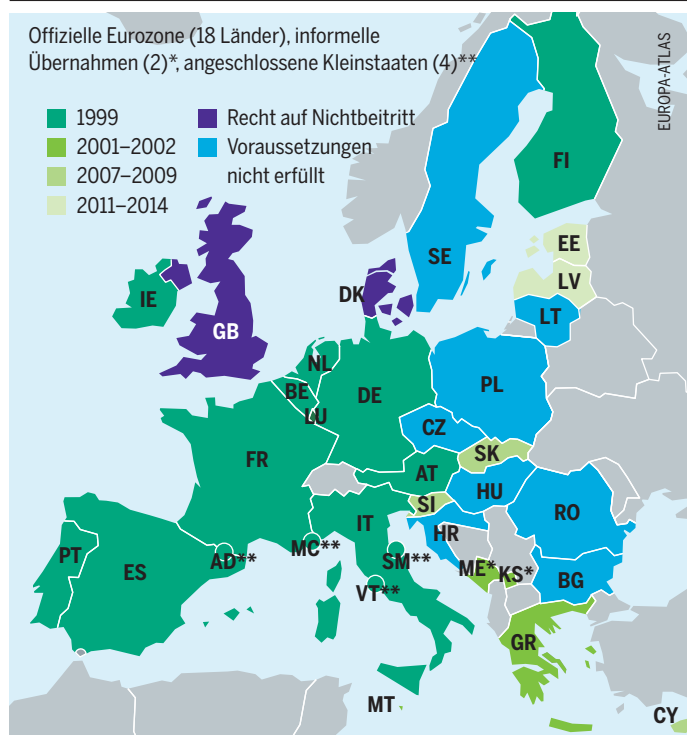 Offizielle Eurozone (18 Länder), informelle
Übernahmen (2)*, angeschlossene Kleinstaaten (4)**
EUROPA-ATLAS
1999
2001–2002
2007–2009
2011–2014
Recht auf Nichtbeitritt
Voraussetzungen
nicht erfüllt
FI
SE
EE
LV
LT
IE
GB
DK
NL
BE
LU
DE
PL
CZ
SK
FR
AT
HU
SI
RO
IT
HR
PT
ES
AD**
MC**
SM**
VT**
ME*
KS*
BG
GR
MT
CY